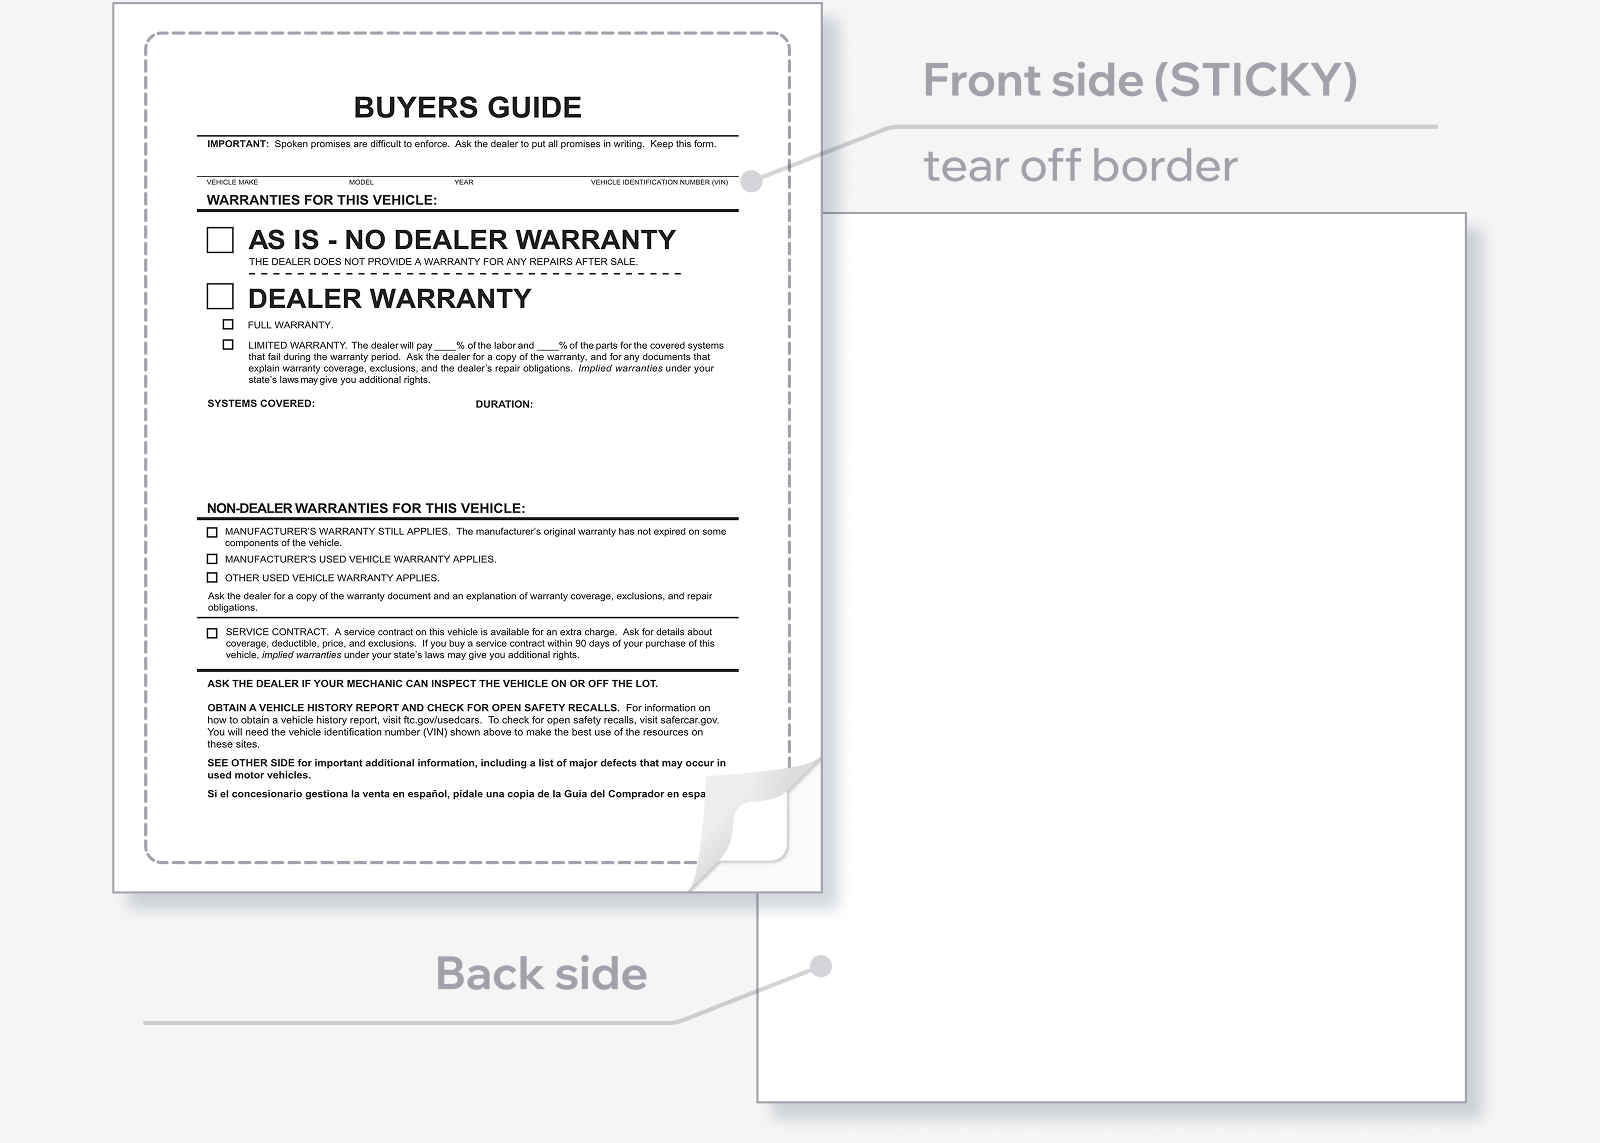 BUYERS GUIDE
IMPORTANT: Spoken promises are difficult to enforce. Ask the dealer to put all promises in writing. Keep this form.
VEHICLE MAKE MODEL YEAR VEHICLE IDENTIFICATION NUMBER (VIN)
WARRANTIES FOR THIS VEHICLE:
AS IS - NO DEALER WARRANTY
THE DEALER DOES NOT PROVIDE A WARRANTY FOR ANY REPAIRS AFTER SALE.
DEALER WARRANTY
FULL WARRANTY.
LIMITED WARRANTY. The dealer will pay ____% of the labor and ____% of the parts for the covered systems
that fail during the warranty period. Ask the dealer for a copy of the warranty, and for any documents that
explain warranty coverage, exclusions, and the dealer's repair obligations. Implied warranties under your
state's laws may give you additional rights.
SYSTEMS COVERED: DURATION:
NON-DEALER WARRANTIES FOR THIS VEHICLE:
MANUFACTURER'S WARRANTY STILL APPLIES. The manufacturer's original warranty has not expired on some
components of the vehicle.
MANUFACTURER'S USED VEHICLE WARRANTY APPLIES.
OTHER USED VEHICLE WARRANTY APPLIES.
Ask the dealer for a copy of the warranty document and an explanation of warranty coverage, exclusions, and repair
obligations.
SERVICE CONTRACT. A service contract on this vehicle is available for an extra charge. Ask for details about
coverage, deductible, price, and exclusions. If you buy a service contract within 90 days of your purchase of this
vehicle, implied warranties under your state's laws may give you additional rights.
ASK THE DEALER IF YOUR MECHANIC CAN INSPECT THE VEHICLE ON OR OFF THE LOT.
OBTAIN A VEHICLE HISTORY REPORT AND CHECK FOR OPEN SAFETY RECALLS. For information on
how to obtain a vehicle history report, visit ftc.gov/usedcars. To check for open safety recalls, visit safercar.gov.
You will need the vehicle identification number (VIN) shown above to make the best use of the resources on
these sites.
SEE OTHER SIDE for important additional information, including a list of major defects that may occur in
used motor vehicles.
Si el concesionario gestiona la venta en español, pídale una copia de la Guía del Comprador en espa
Front side (STICKY)
tear off border
Back side